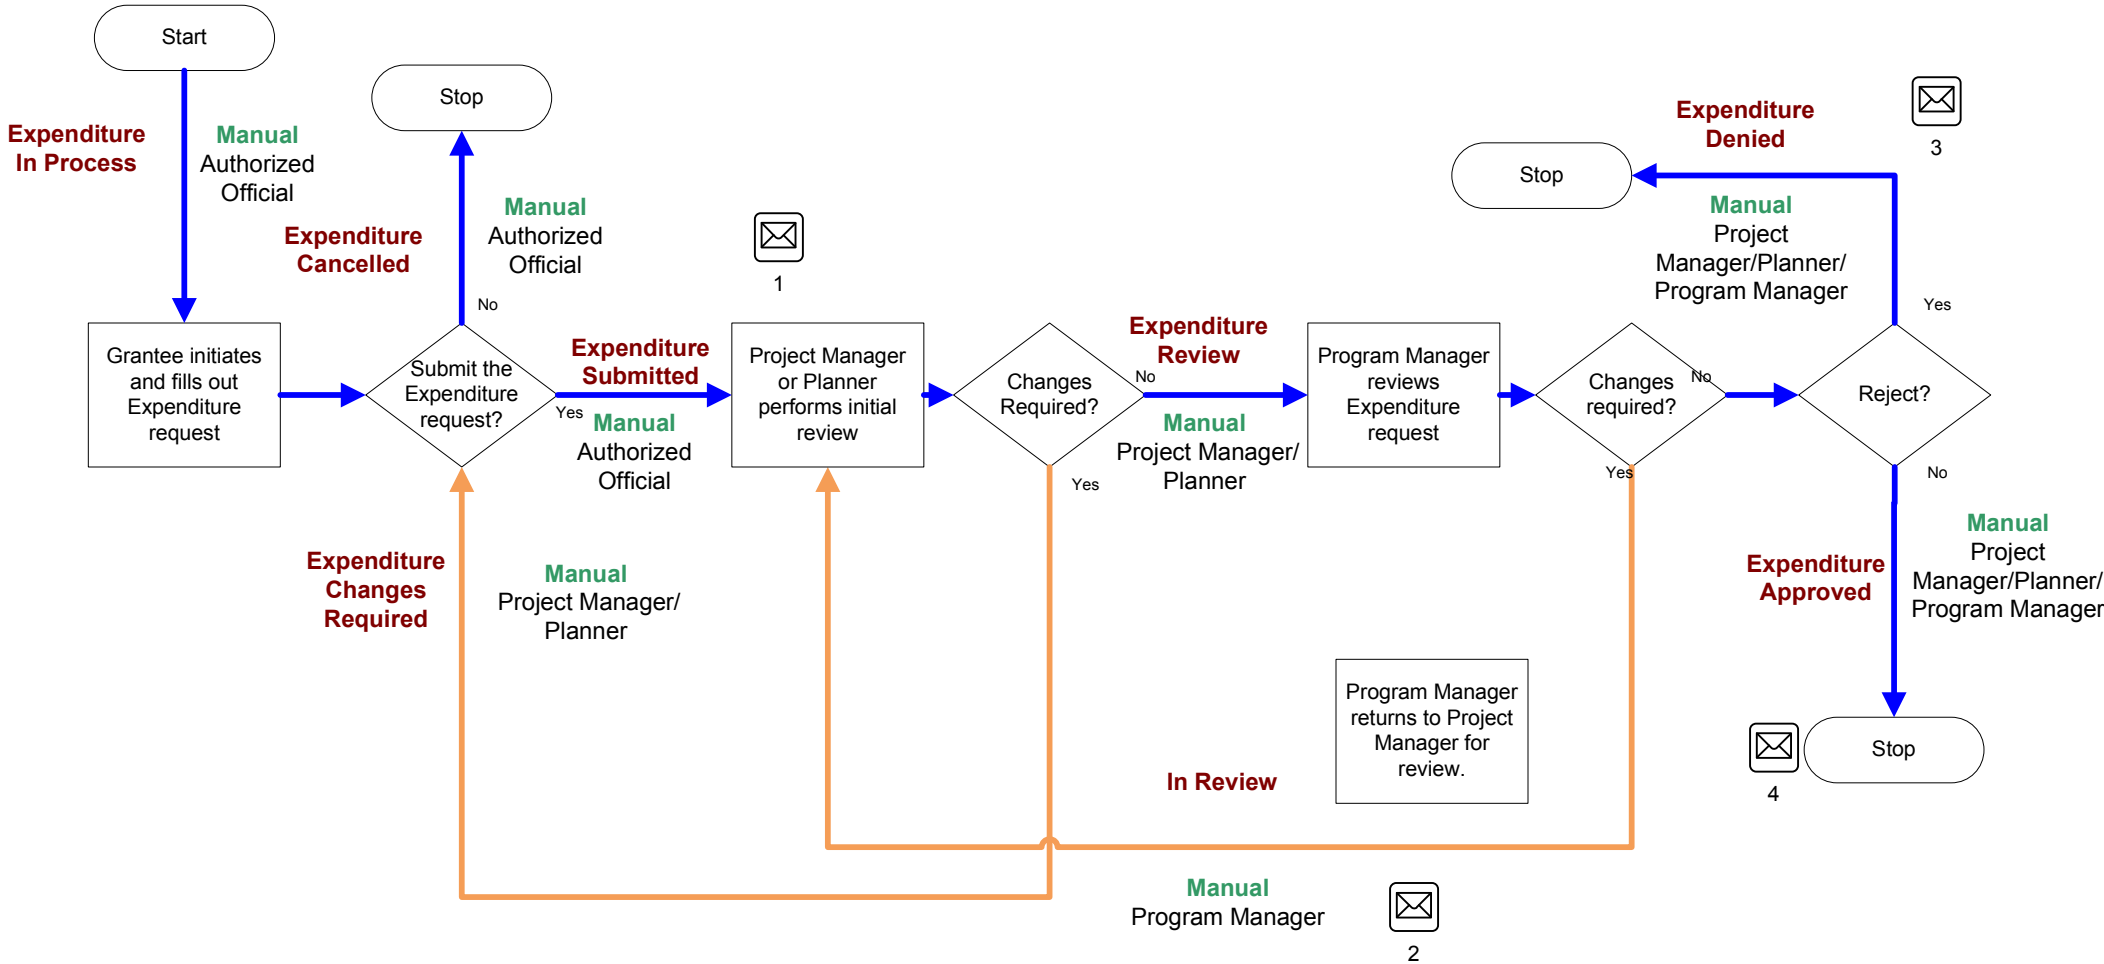 Start
Expenditure
In Process
Manual
Authorized
Official
Stop
Expenditure
Cancelled
Manual
Authorized
Official
No
1
Expenditure
Denied
3
Stop
Manual
Project
Manager/Planner/
Program Manager
Yes
Grantee initiates
and fills out
Expenditure
request
Submit the
Expenditure
request?
Expenditure
Submitted
Yes
Manual
Authorized
Official
Project Manager
or Planner
performs initial
review
Changes
Required?
Expenditure
Review
No
Manual
Project Manager/
Planner
Yes
Program Manager
reviews
Expenditure
request
Changes
required?
No
Yes
Reject?
No
Expenditure
Changes
Required
Manual
Project Manager/
Planner
Expenditure
Approved
Manual
Project
Manager/Planner/
Program Manager
Program Manager
returns to Project
Manager for
review.
In Review
4
Stop
Manual
Program Manager
2